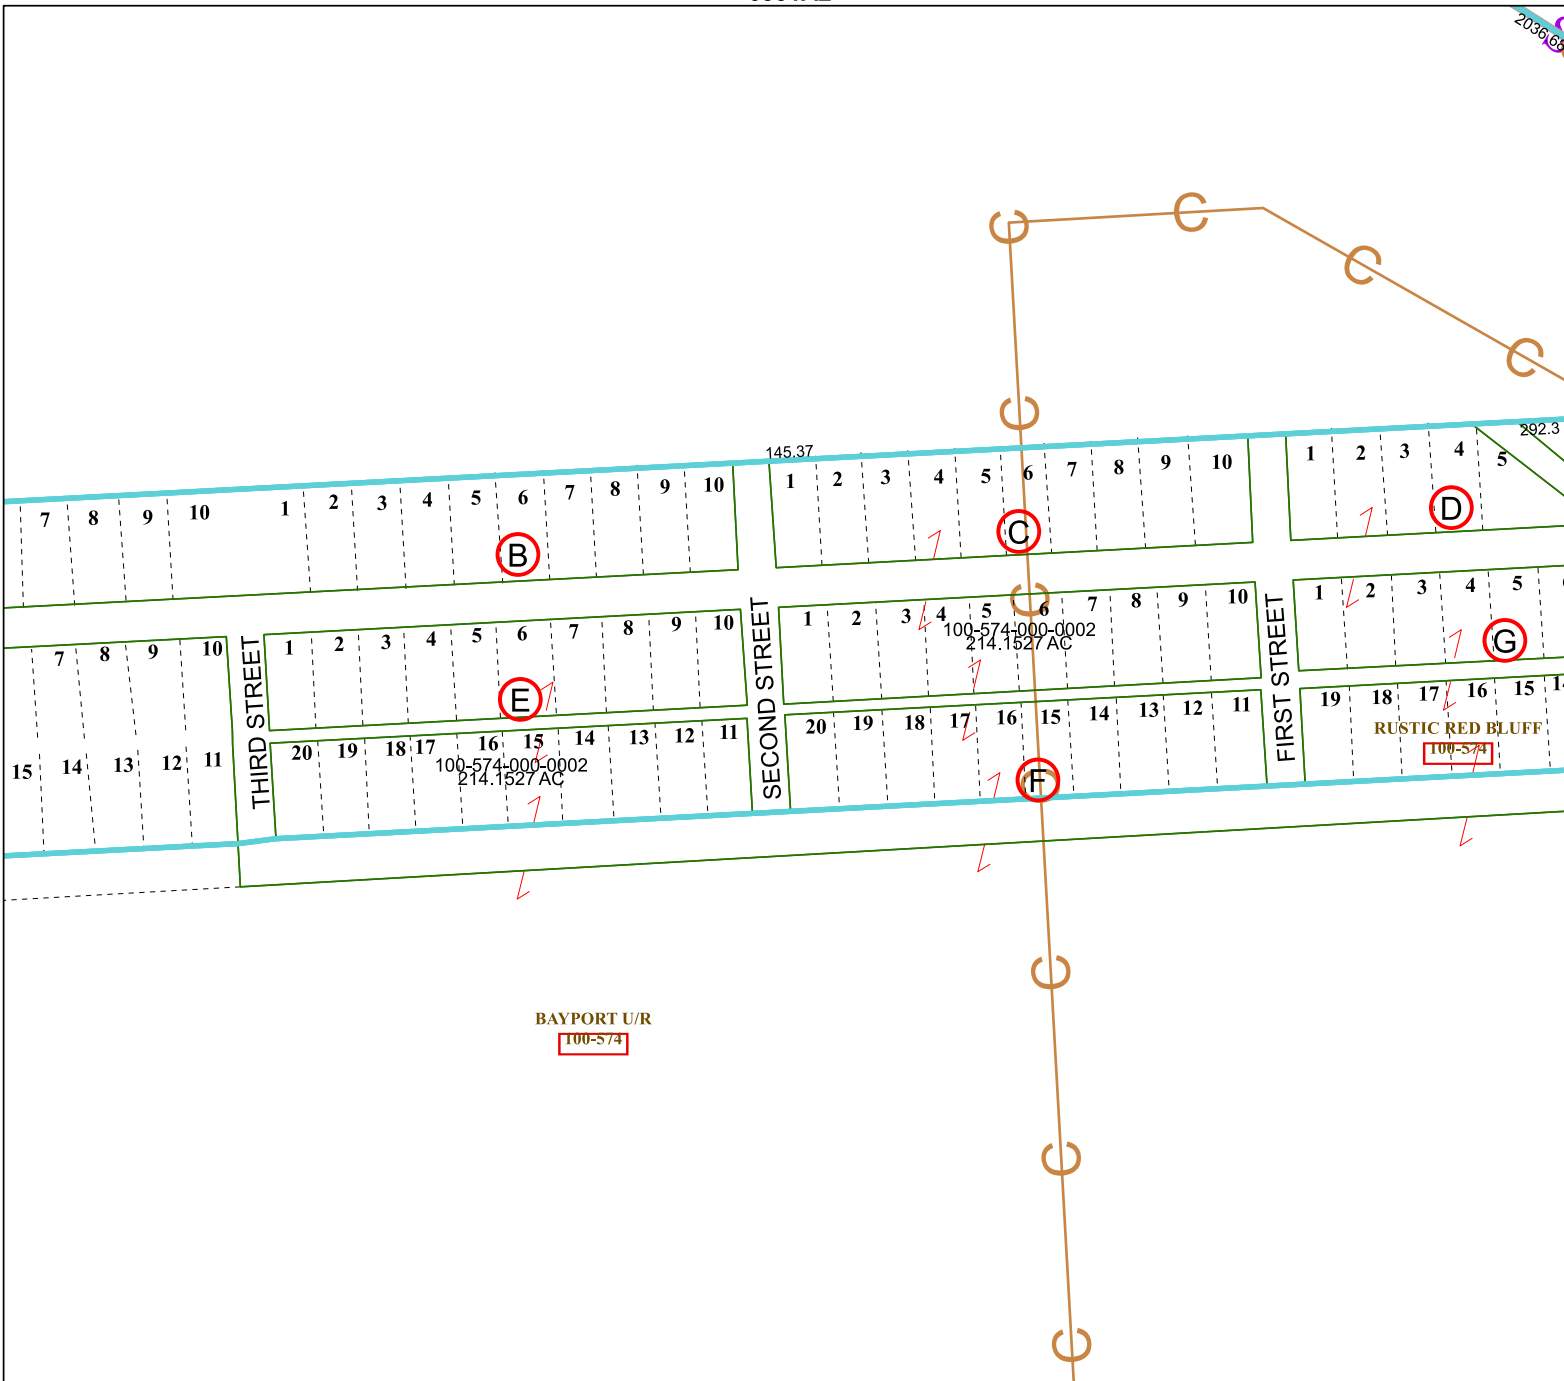 2036.68
C
C
C
C
C
145.37
292.3
7 8 9 10 1 2 3 4 5 6 7 8 9 10
1 2 3 4 5 6 7 8 9 10
1 2 3 4 5
B
C
D
C
7 8 9 10
1 2 3 4 5 6 7 8 9 10
1 2 3 4 5 6 7 8 9 10
1 2 3 4 5
100-574-000-0002
214.1527 AC
THIRD STREET
SECOND STREET
FIRST STREET
E
G
15 14 13 12 11
20 19 18 17 16 15 14 13 12 11
20 19 18 17 16 15 14 13 12 11
19 18 17 16 15
100-574-000-0002
214.1527 AC
RUSTIC RED BLUFF
100-574
F
C
C
BAYPORT U/R
100-574
C
C